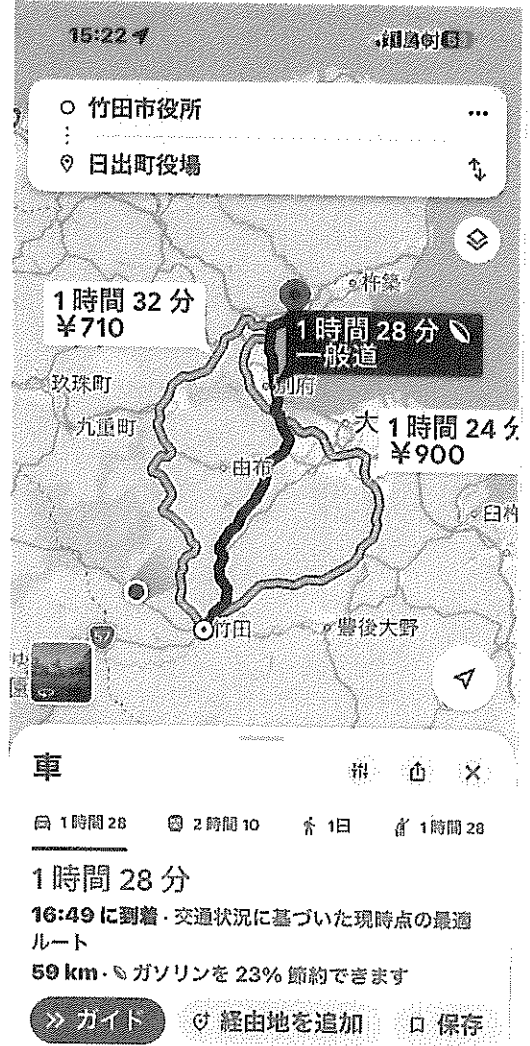 15:22
竹田市役所
日出町役場
杵築
1 時間 32 分
¥710
1 時間 28 分
一般道
別府
玖珠町
九重町
大
1 時間 24 分
¥900
由布
臼杵
57
竹田
豊後大野
車
1 時間 28
2 時間 10
1日
1 時間 28
1 時間 28 分
16:49 に到着 · 交通状況に基づいた現時点の最適
ルート
59 km · ガソリンを 23% 節約できます
ガイド
経由地を追加
保存